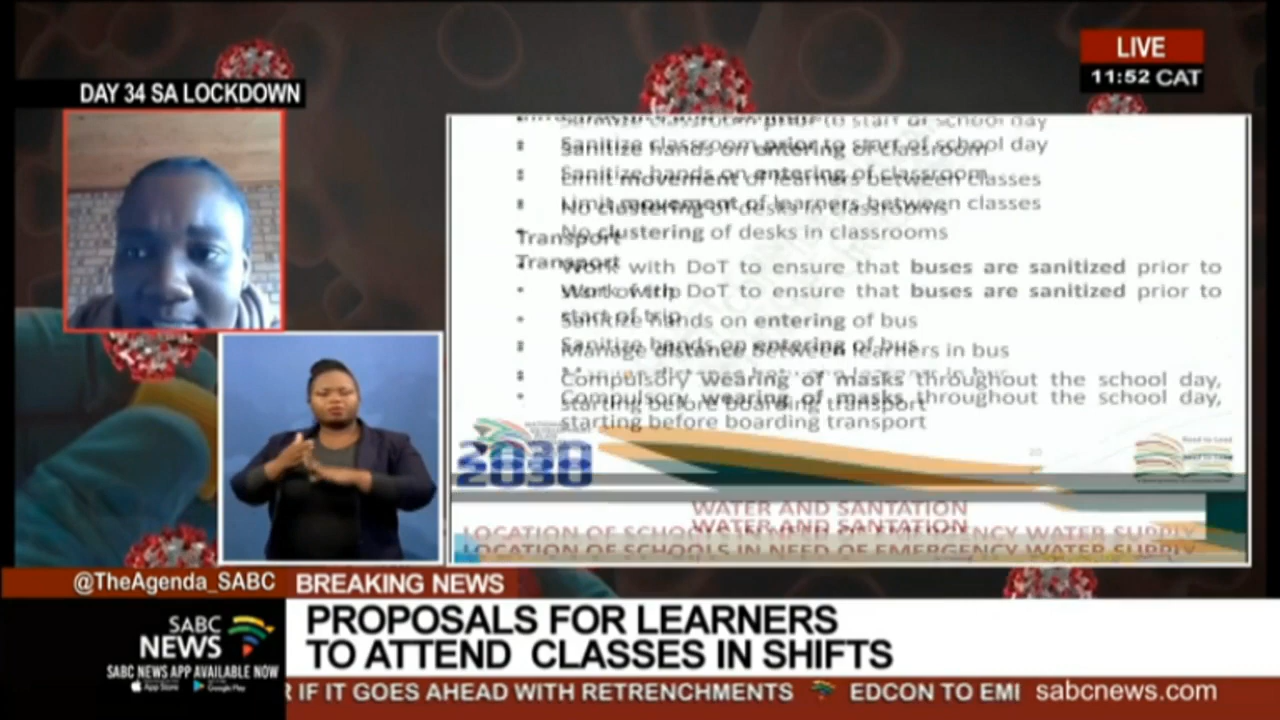 LIVE
11:52 CAT
DAY 34 SA LOCKDOWN
Sanitize classroom prior to start of school day
Sanitize hands on entering of classroom
Limit movement of learners between classes
No clustering of desks in classrooms
Transport
Work with DoT to ensure that buses are sanitized prior to
start of trip
Sanitize hands on entering of bus
Manage distance between learners in bus
Compulsory wearing of masks throughout the school day,
starting before boarding transport
2030
WATER AND SANTATION
LOCATION OF SCHOOLS IN NEED OF EMERGENCY WATER SUPPLY
@TheAgenda_SABC
BREAKING NEWS
SABC
NEWS
SABC NEWS APP AVAILABLE NOW
App Store
Google Play
PROPOSALS FOR LEARNERS
TO ATTEND CLASSES IN SHIFTS
R IF IT GOES AHEAD WITH RETRENCHMENTS
EDCON TO EMI
sabcnews.com